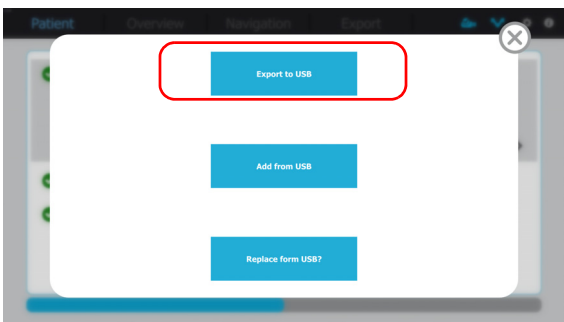 Patient Overview Navigation Export
Export to USB
Add from USB
Replace form USB?